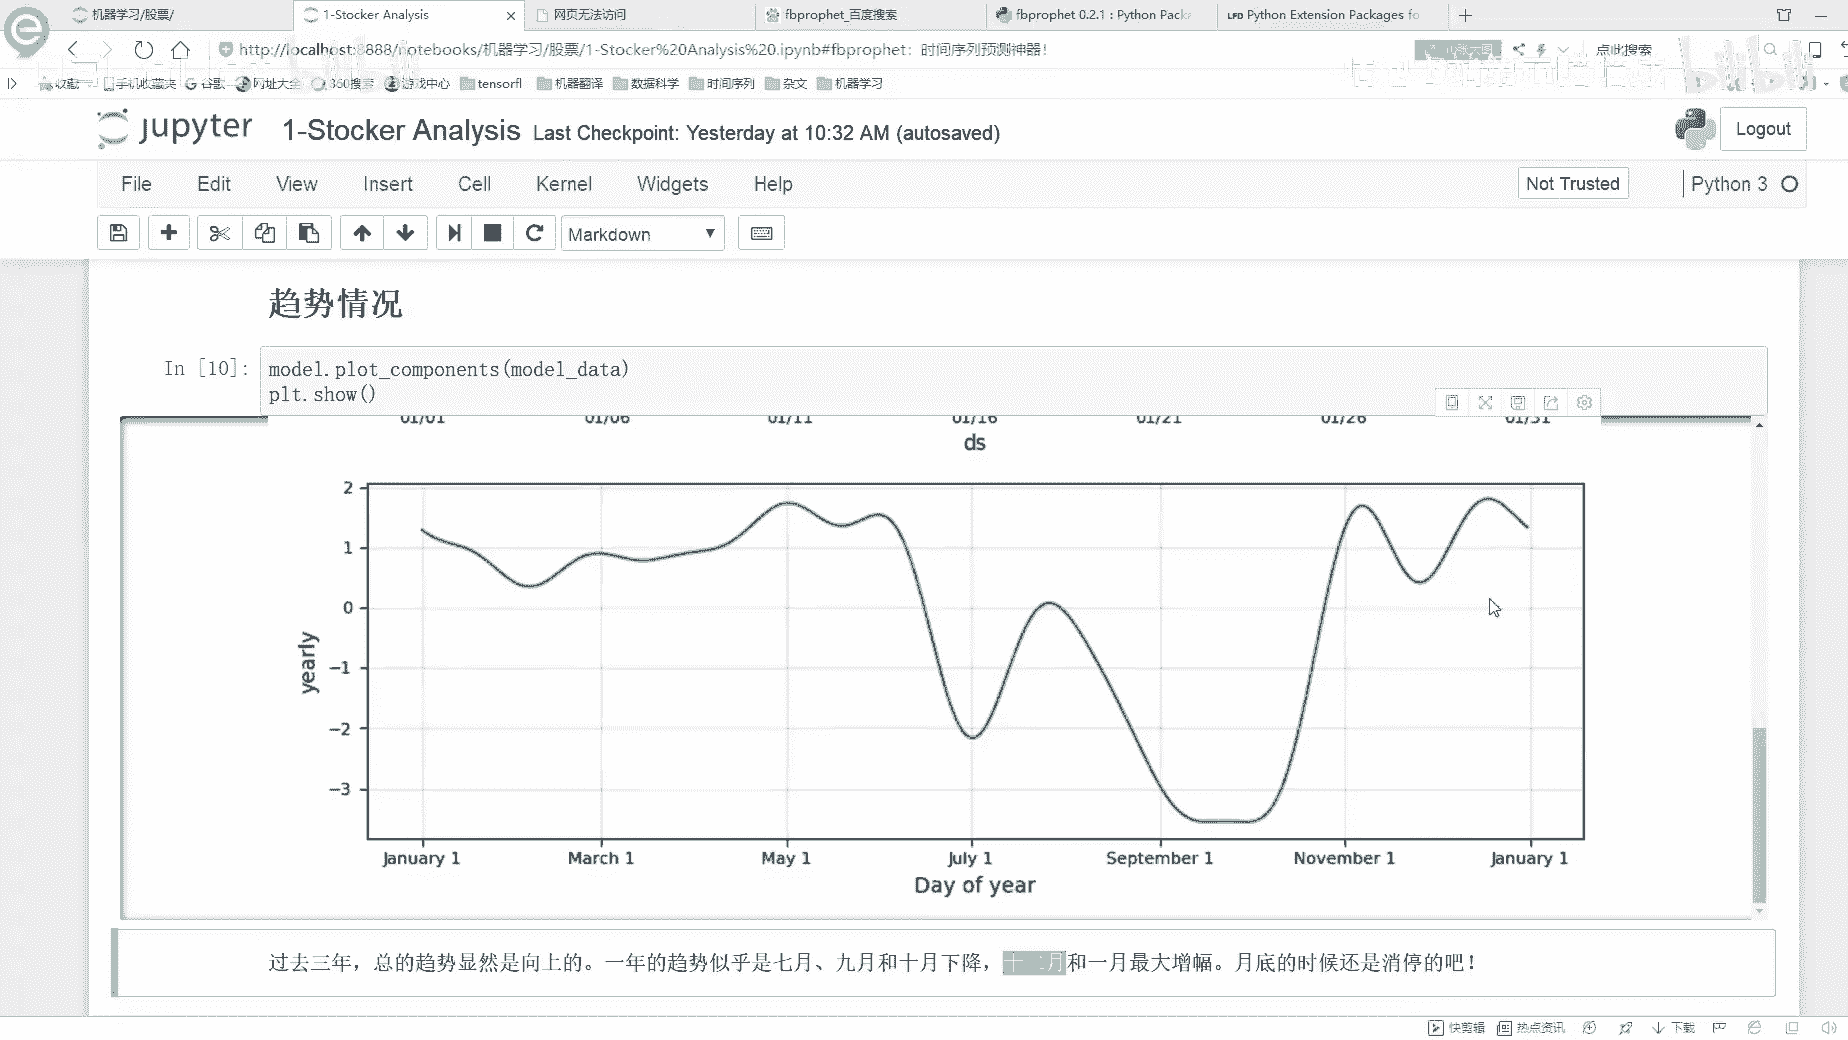 机器学习/股票/
1-Stocker Analysis
网页无法访问
fbprophet_百度搜索
fbprophet 0.2.1 : Python Pack
LFD Python Extension Packages fo
http://localhost:8888/notebooks/机器学习/股票/1-Stocker%20Analysis%20.ipynb#fbprophet：时间序列预测神器！
点此搜索
收藏 手机收藏夹 谷歌 网址大全 360搜索 游戏中心 tensorfl 机器翻译 数据科学 时间序列 杂文 机器学习
bilibili
jupyter 1-Stocker Analysis Last Checkpoint: Yesterday at 10:32 AM (autosaved)
Logout
File Edit View Insert Cell Kernel Widgets Help
Not Trusted
Python 3
Markdown
趋势情况
In [10]:
model.plot_components(model_data)
plt.show()
01/01 01/06 01/11 01/16 01/21 01/26 01/31
ds
2
1
0
−1
−2
−3
yearly
January 1 March 1 May 1 July 1 September 1 November 1 January 1
Day of year
过去三年，总的趋势显然是向上的。一年的趋势似乎是七月、九月和十月下降，十二月和一月最大增幅。月底的时候还是消停的吧！
快剪辑 热点资讯 下载